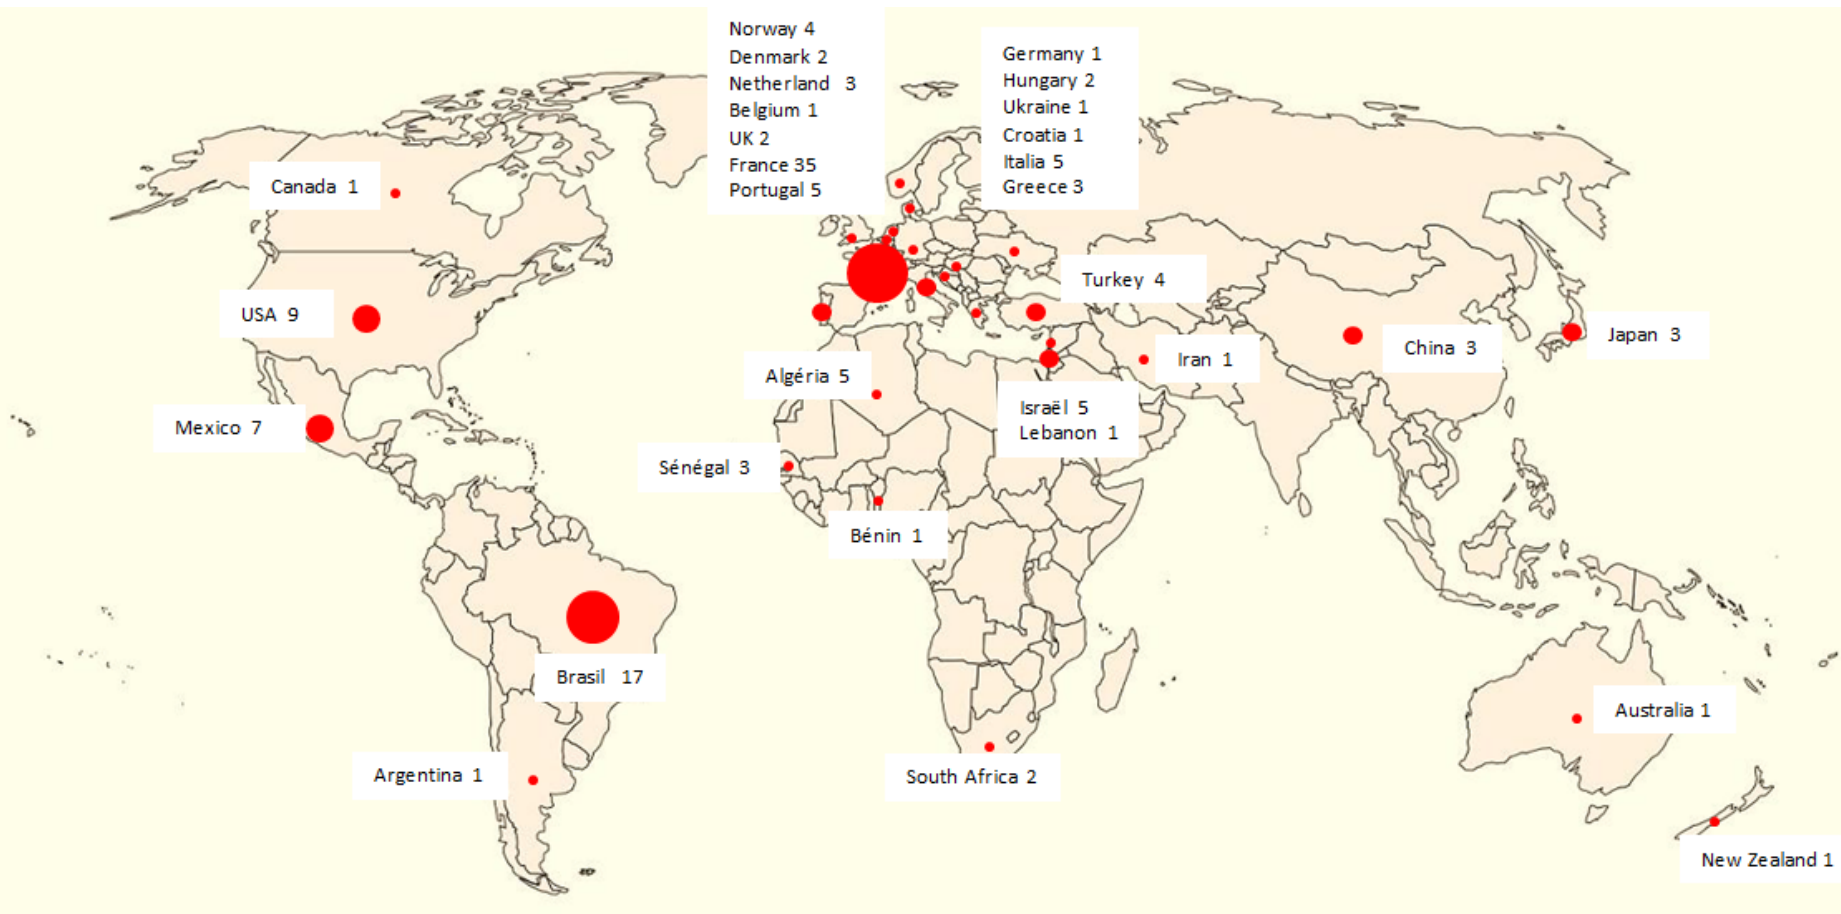 Norway 4
Denmark 2
Netherland 3
Belgium 1
UK 2
France 35
Portugal 5
Germany 1
Hungary 2
Ukraine 1
Croatia 1
Italia 5
Greece 3
Canada 1
USA 9
Mexico 7
Turkey 4
Iran 1
China 3
Japan 3
Algéria 5
Israël 5
Lebanon 1
Sénégal 3
Bénin 1
Brasil 17
Argentina 1
South Africa 2
Australia 1
New Zealand 1